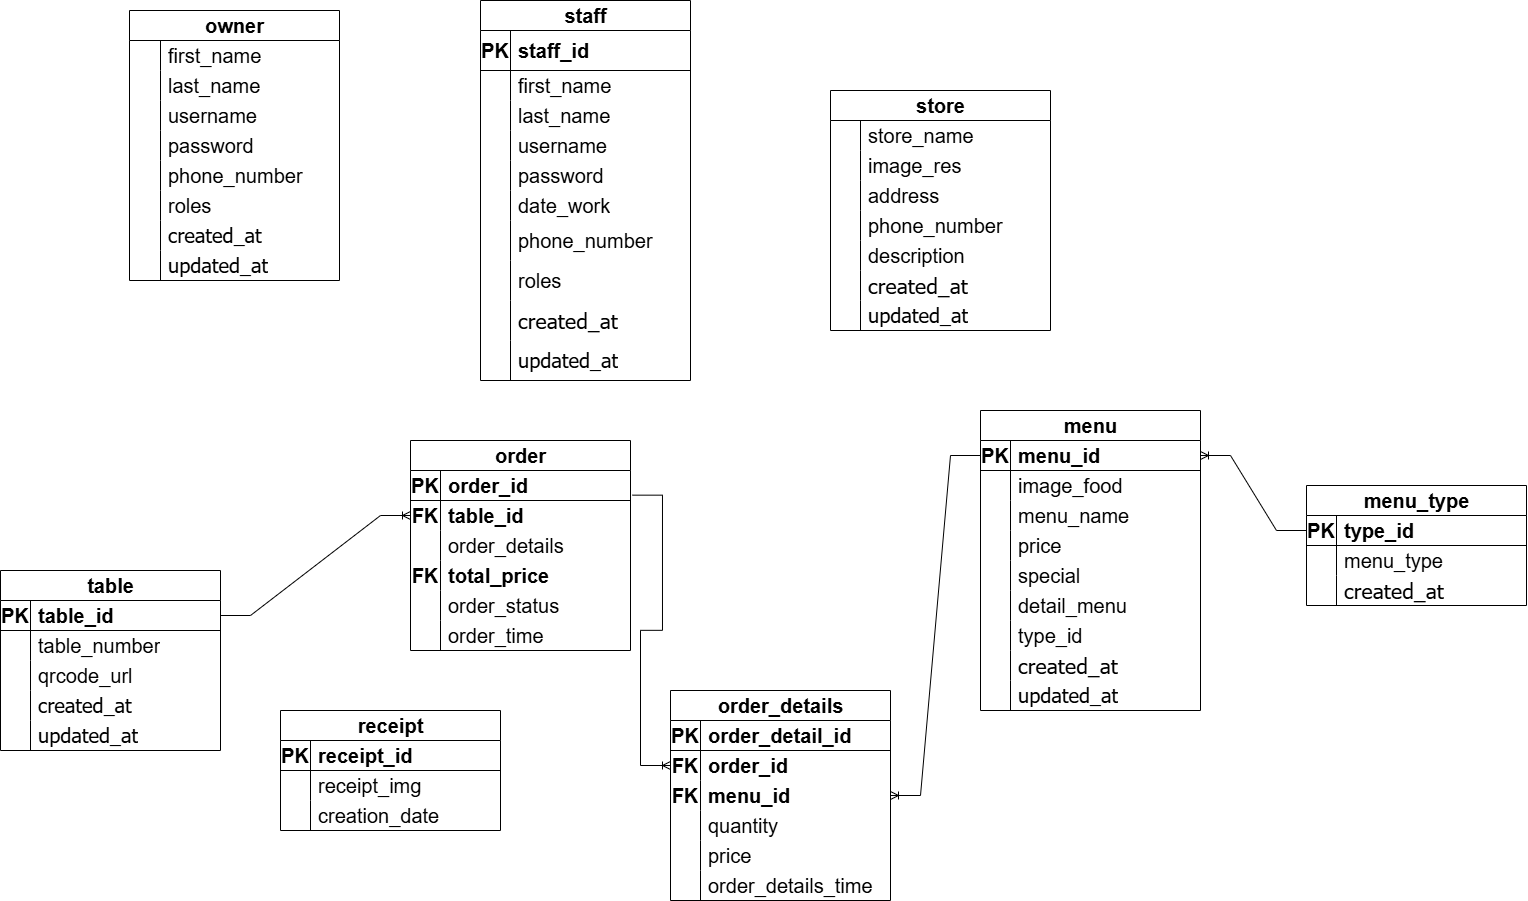 owner
first_name
last_name
username
password
phone_number
roles
created_at
updated_at
staff
PK staff_id
first_name
last_name
username
password
date_work
phone_number
roles
created_at
updated_at
store
store_name
image_res
address
phone_number
description
created_at
updated_at
order
PK order_id
FK table_id
order_details
FK total_price
order_status
order_time
menu
PK menu_id
image_food
menu_name
price
special
detail_menu
type_id
created_at
updated_at
menu_type
PK type_id
menu_type
created_at
table
PK table_id
table_number
qrcode_url
created_at
updated_at
receipt
PK receipt_id
receipt_img
creation_date
order_details
PK order_detail_id
FK order_id
FK menu_id
quantity
price
order_details_time